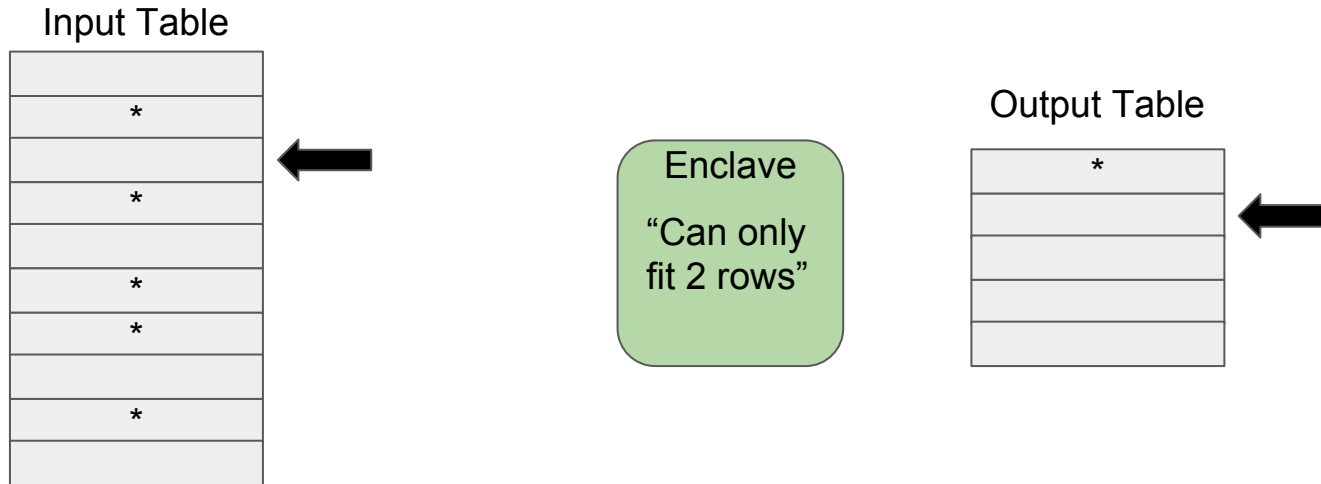 Input Table
*
*
*
*
*
Enclave
“Can only
fit 2 rows”
Output Table
*